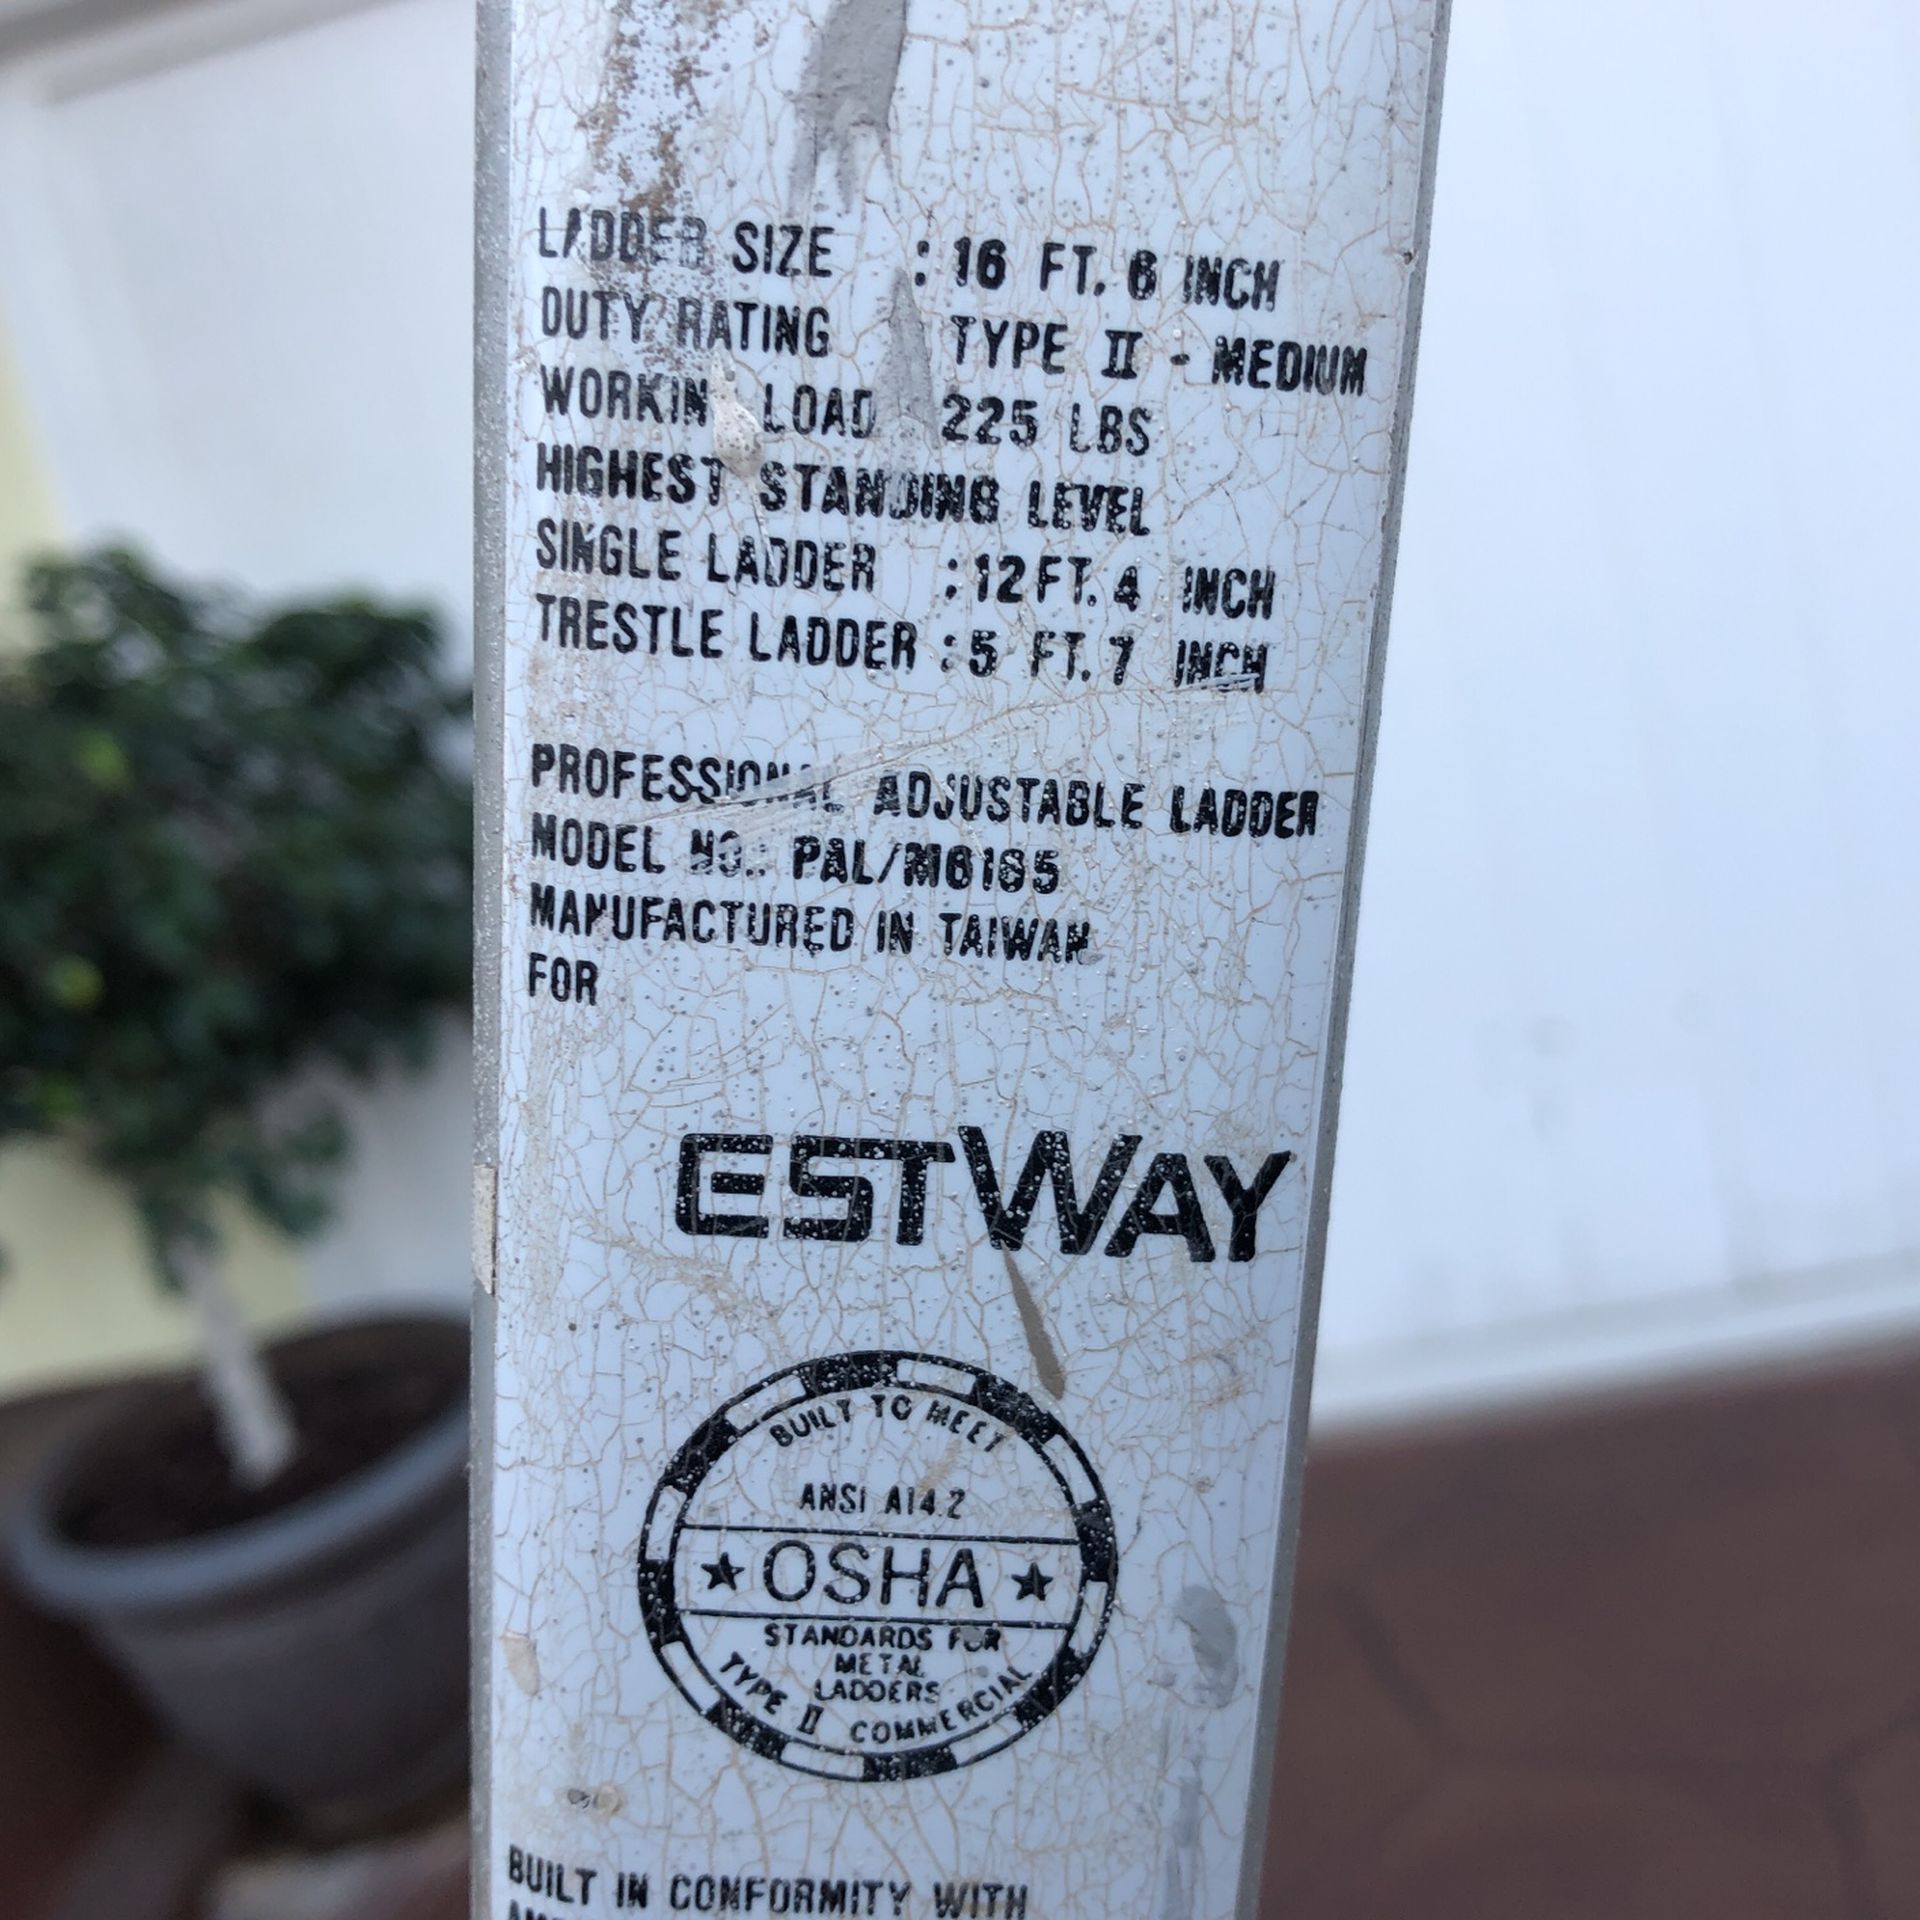 LADDER SIZE : 16 FT. 6 INCH
DUTY RATING TYPE II - MEDIUM
WORKIN LOAD 225 LBS
HIGHEST STANDING LEVEL
SINGLE LADDER : 12 FT. 4 INCH
TRESTLE LADDER : 5 FT. 7 INCH
PROFESSIONAL ADJUSTABLE LADDER
MODEL NO.: PAL/M6165
MANUFACTURED IN TAIWAN
FOR
ESTWAY
BUILT TO MEET
ANSI A14.2
★ OSHA ★
STANDARDS FOR
METAL
LADDERS
TYPE II COMMERCIAL
BUILT IN CONFORMITY WITH